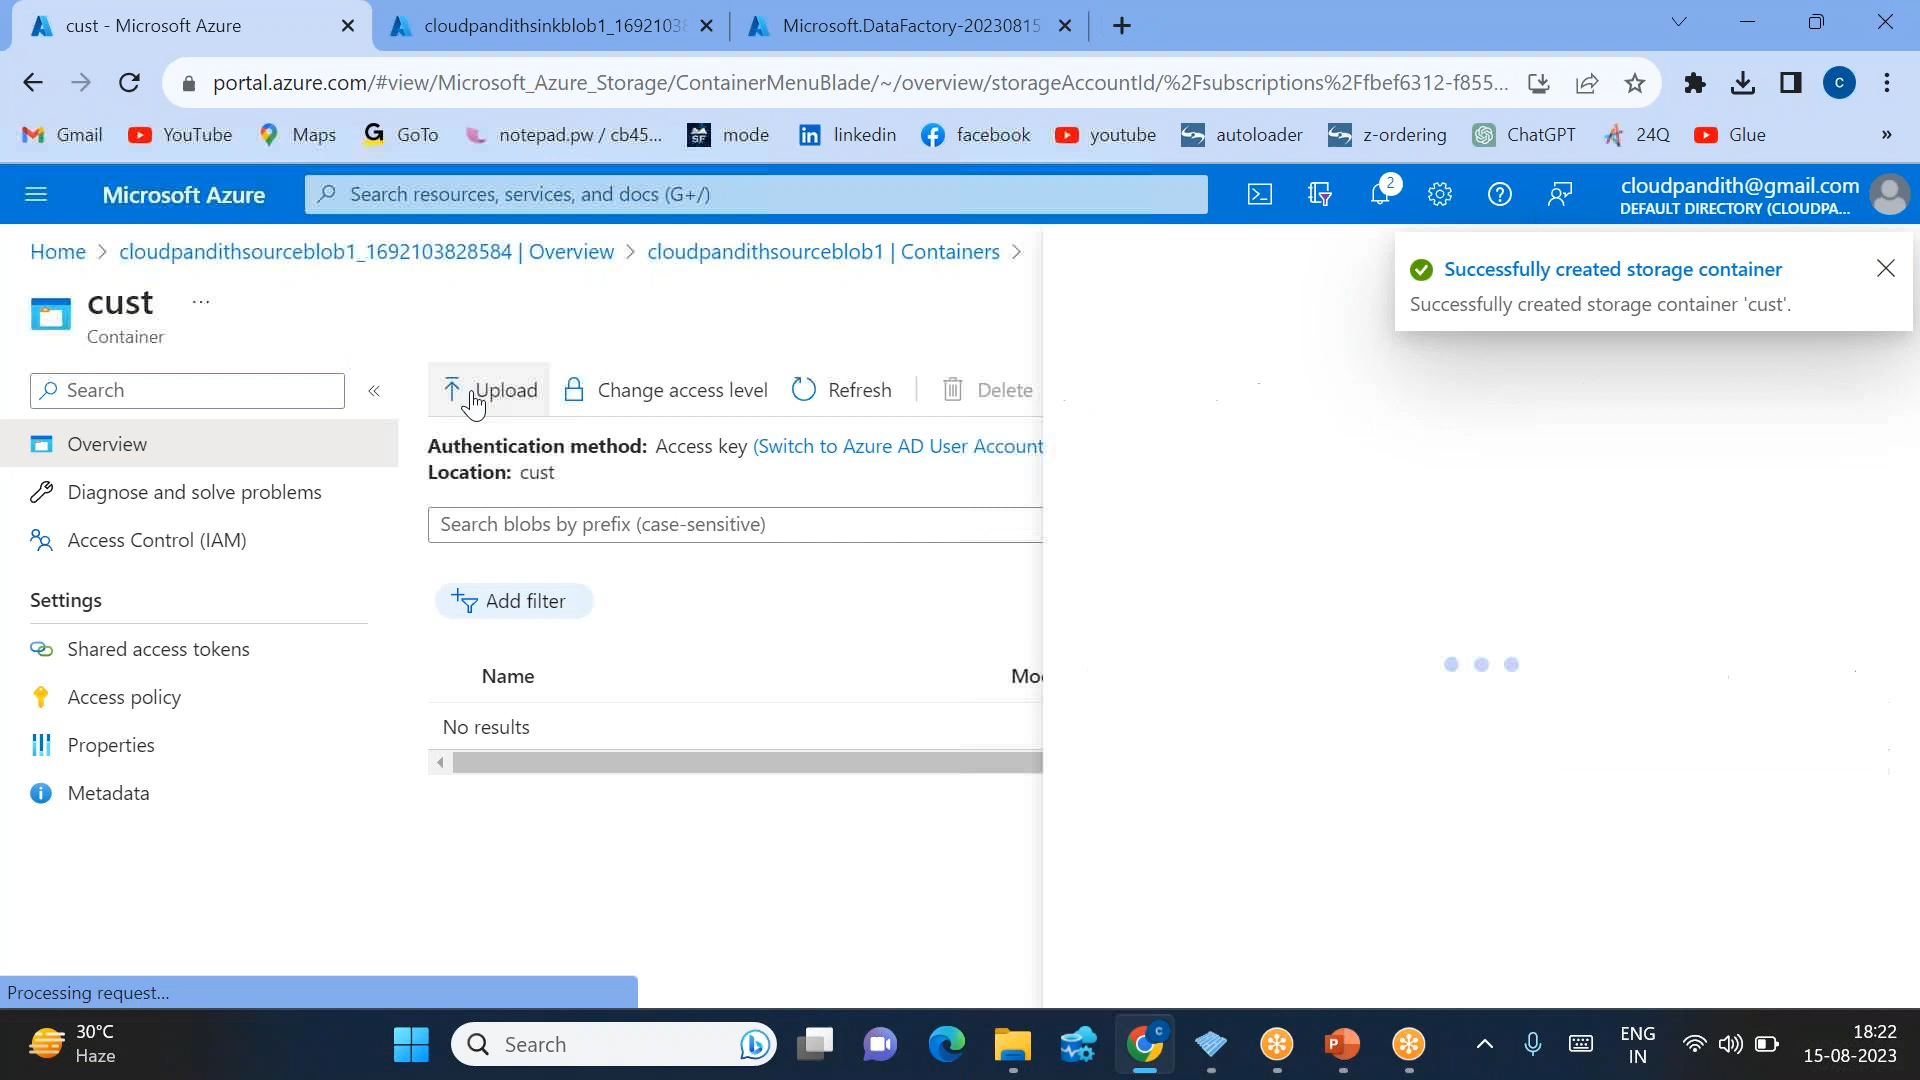 cust - Microsoft Azure
cloudpandithsinkblob1_1692103
Microsoft.DataFactory-20230815
portal.azure.com/#view/Microsoft_Azure_Storage/ContainerMenuBlade/~/overview/storageAccountId/%2Fsubscriptions%2Ffbef6312-f855...
C
Gmail YouTube Maps GoTo notepad.pw / cb45... mode linkedin facebook youtube autoloader z-ordering ChatGPT 24Q Glue »
Microsoft Azure
Search resources, services, and docs (G+/)
2
cloudpandith@gmail.com
DEFAULT DIRECTORY (CLOUDPA...
Home > cloudpandithsourceblob1_1692103828584 | Overview > cloudpandithsourceblob1 | Containers >
cust ...
Container
Successfully created storage container
Successfully created storage container 'cust'.
Search «
Upload Change access level Refresh Delete
Overview
Diagnose and solve problems
Access Control (IAM)
Settings
Shared access tokens
Access policy
Properties
Metadata
Authentication method: Access key (Switch to Azure AD User Account
Location: cust
Search blobs by prefix (case-sensitive)
Add filter
Name
No results
Processing request...
30°C
Haze
Search
ENG
IN
18:22
15-08-2023